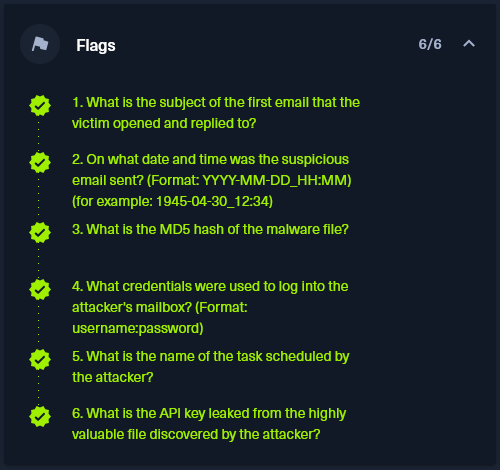 Flags
6/6
1. What is the subject of the first email that the
victim opened and replied to?
2. On what date and time was the suspicious
email sent? (Format: YYYY-MM-DD_HH:MM)
(for example: 1945-04-30_12:34)
3. What is the MD5 hash of the malware file?
4. What credentials were used to log into the
attacker's mailbox? (Format:
username:password)
5. What is the name of the task scheduled by
the attacker?
6. What is the API key leaked from the highly
valuable file discovered by the attacker?